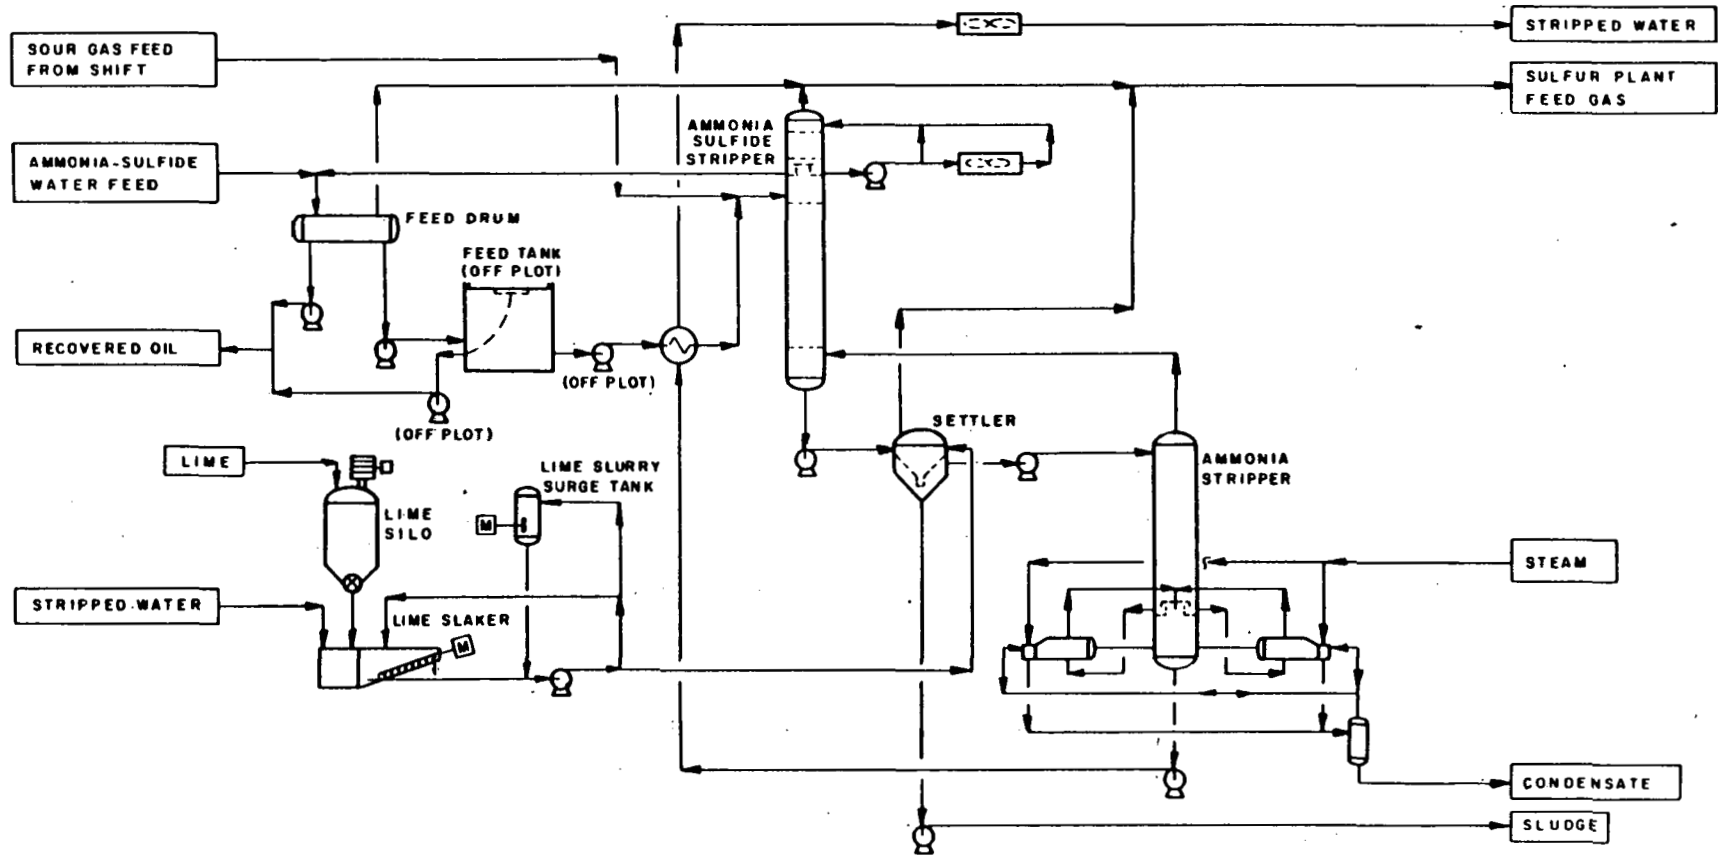 STRIPPED WATER
SOUR GAS FEED
FROM SHIFT
SULFUR PLANT
FEED GAS
AMMONIA
SULFIDE
STRIPPER
AMMONIA-SULFIDE
WATER FEED
FEED DRUM
FEED TANK
(OFF PLOT)
RECOVERED OIL
(OFF PLOT)
(OFF PLOT)
SETTLER
LIME
LIME SLURRY
SURGE TANK
AMMONIA
STRIPPER
LIME
SILO
M
STEAM
STRIPPED WATER
LIME SLAKER
M
CONDENSATE
SLUDGE